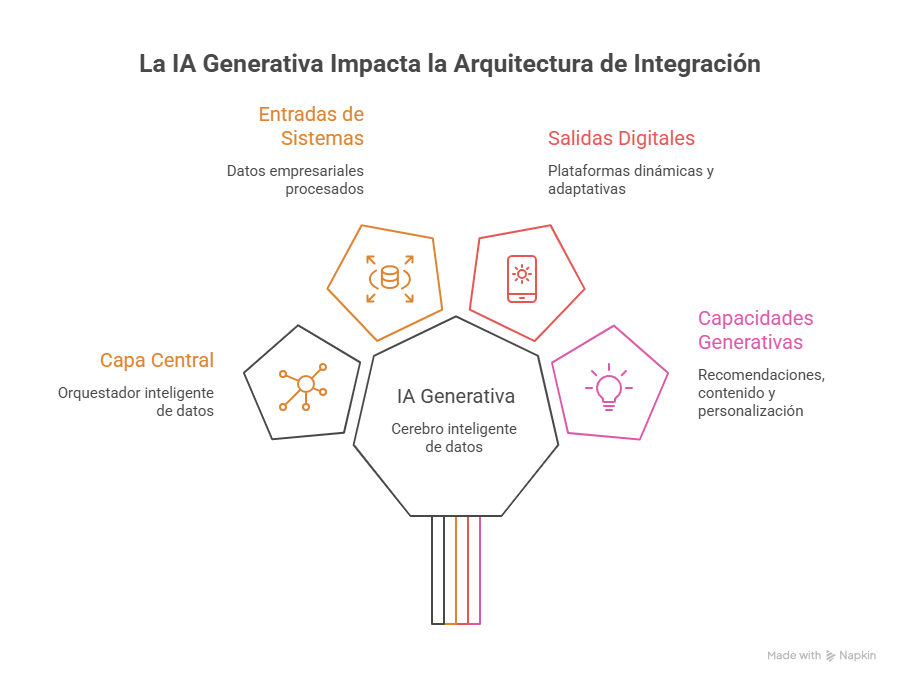 La IA Generativa Impacta la Arquitectura de Integración
Entradas de
Sistemas
Datos empresariales
procesados
Salidas Digitales
Plataformas dinámicas y
adaptativas
Capa Central
Orquestador inteligente
de datos
IA Generativa
Cerebro inteligente
de datos
Capacidades
Generativas
Recomendaciones,
contenido y
personalización
Made with Napkin